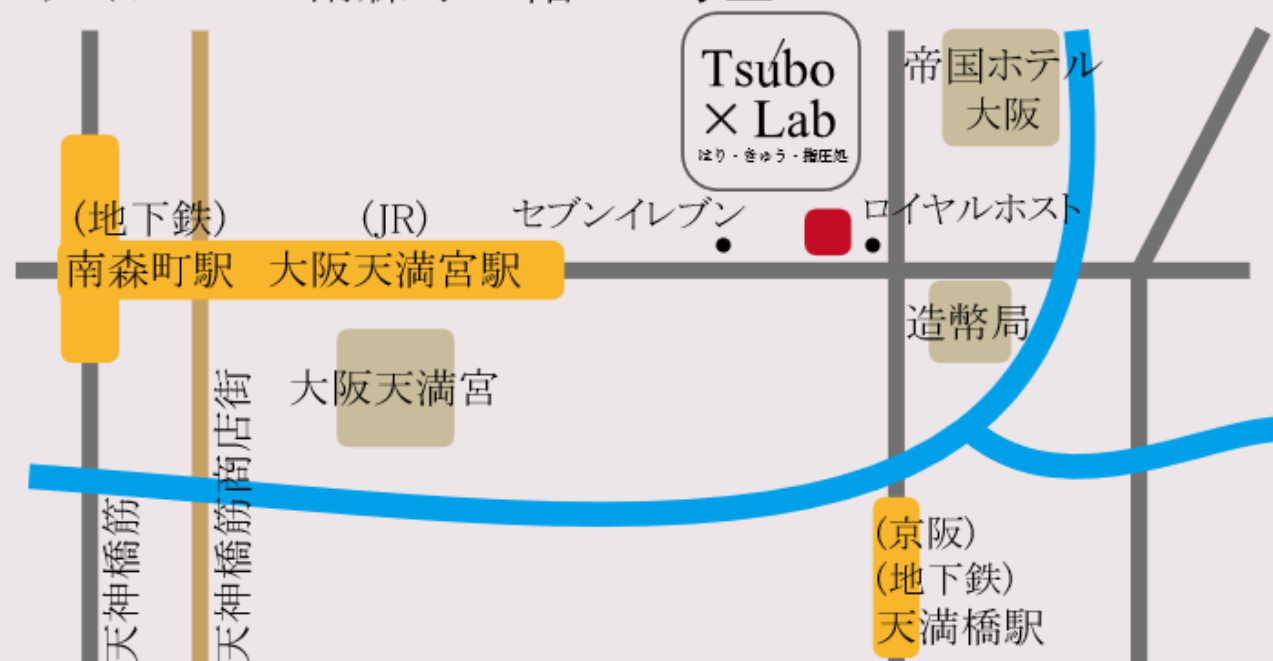 Tsubo
× Lab
はり・きゅう・指圧処
帝国ホテル
大阪
(地下鉄)
南森町駅
(JR)
大阪天満宮駅
セブンイレブン
ロイヤルホスト
造幣局
大阪天満宮
天神橋筋
天神橋筋商店街
(京阪)
(地下鉄)
天満橋駅